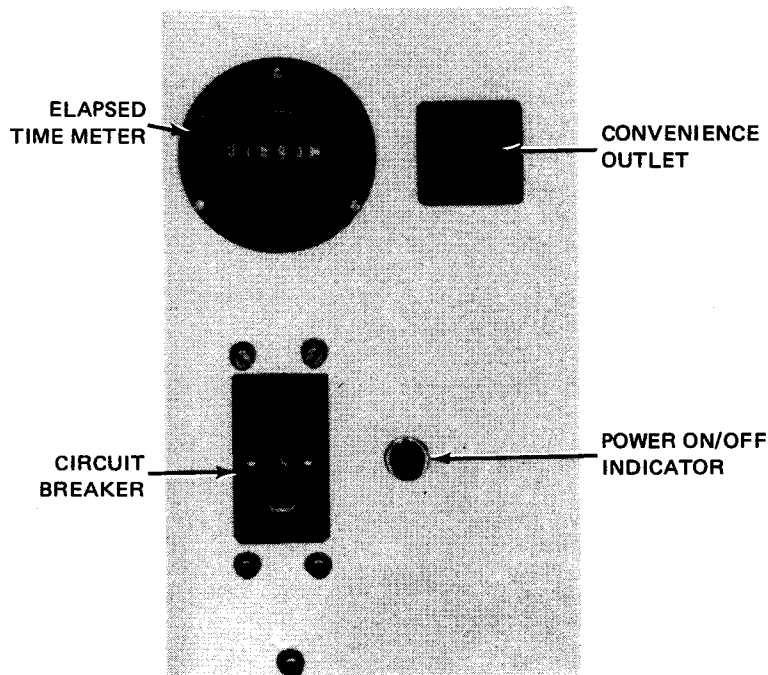 ELAPSED
TIME METER
CONVENIENCE
OUTLET
CIRCUIT
BREAKER
POWER ON/OFF
INDICATOR